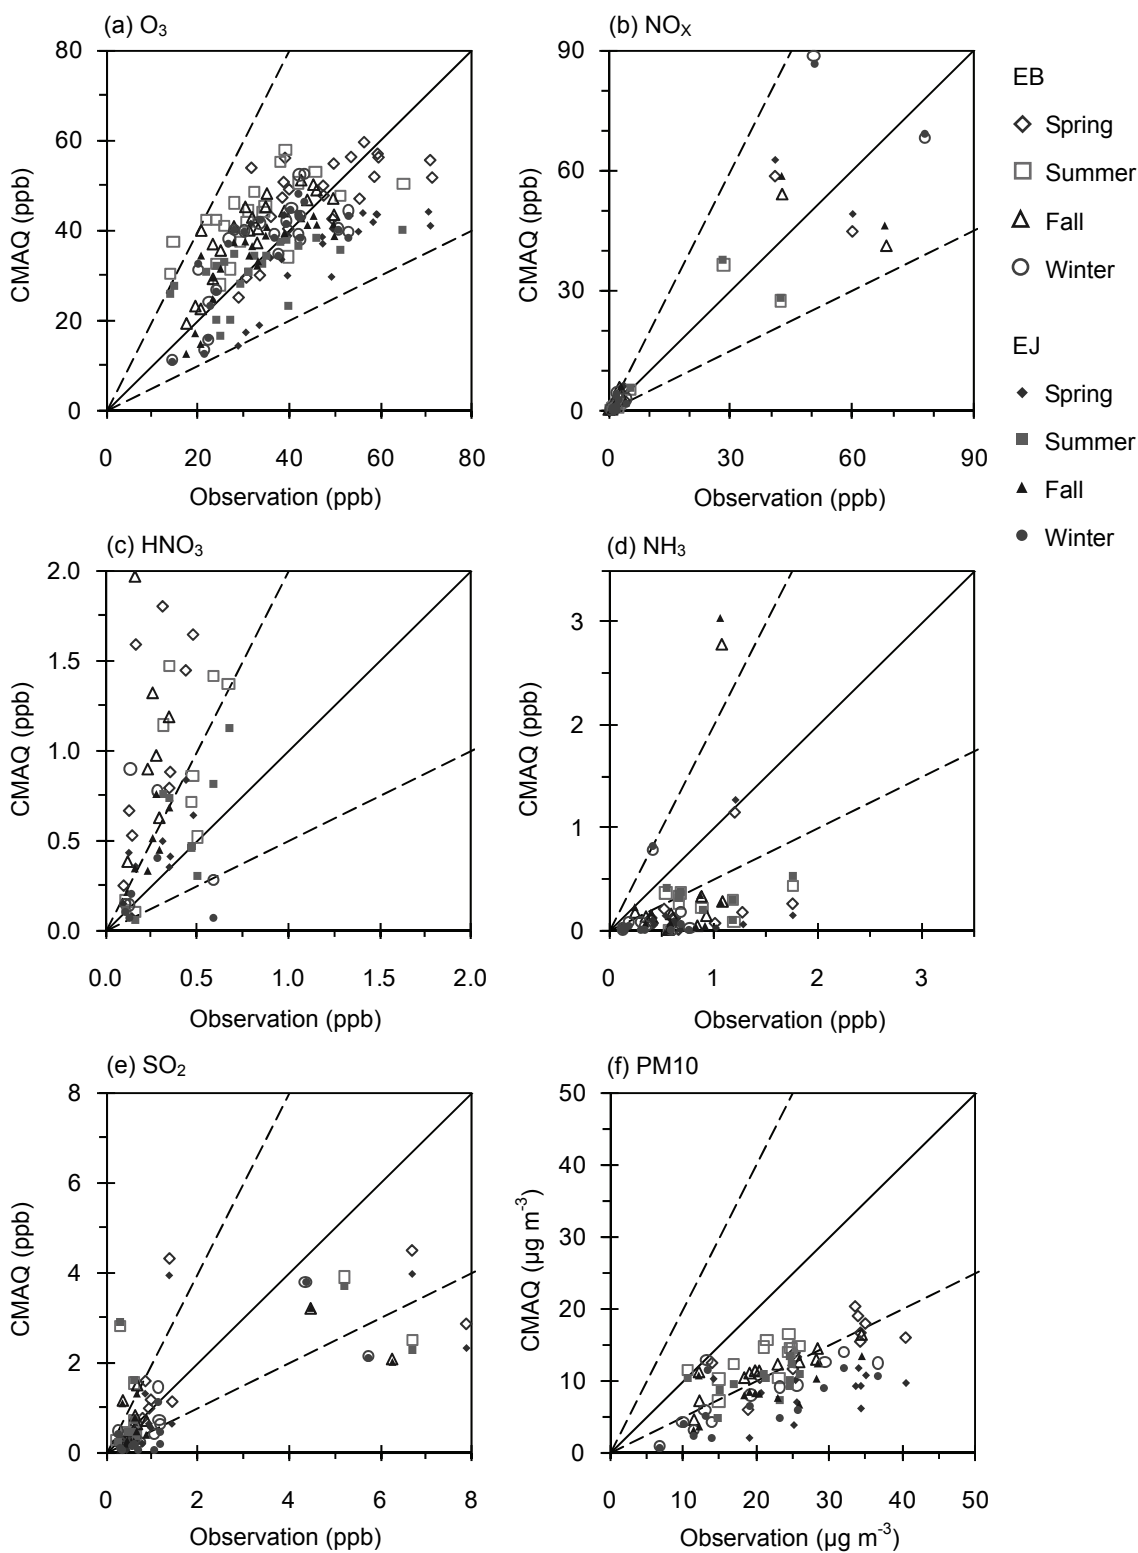 (a) O₃
80
60
40
20
0
0 20 40 60 80
CMAQ (ppb)
Observation (ppb)
(b) NOₓ
90
60
30
0
0 30 60 90
CMAQ (ppb)
Observation (ppb)
EB
Spring
Summer
Fall
Winter
EJ
Spring
Summer
Fall
Winter
(c) HNO₃
2.0
1.5
1.0
0.5
0.0
0.0 0.5 1.0 1.5 2.0
CMAQ (ppb)
Observation (ppb)
(d) NH₃
3
2
1
0
0 1 2 3
CMAQ (ppb)
Observation (ppb)
(e) SO₂
8
6
4
2
0
0 2 4 6 8
CMAQ (ppb)
Observation (ppb)
(f) PM10
50
40
30
20
10
0
0 10 20 30 40 50
CMAQ (µg m⁻³)
Observation (µg m⁻³)